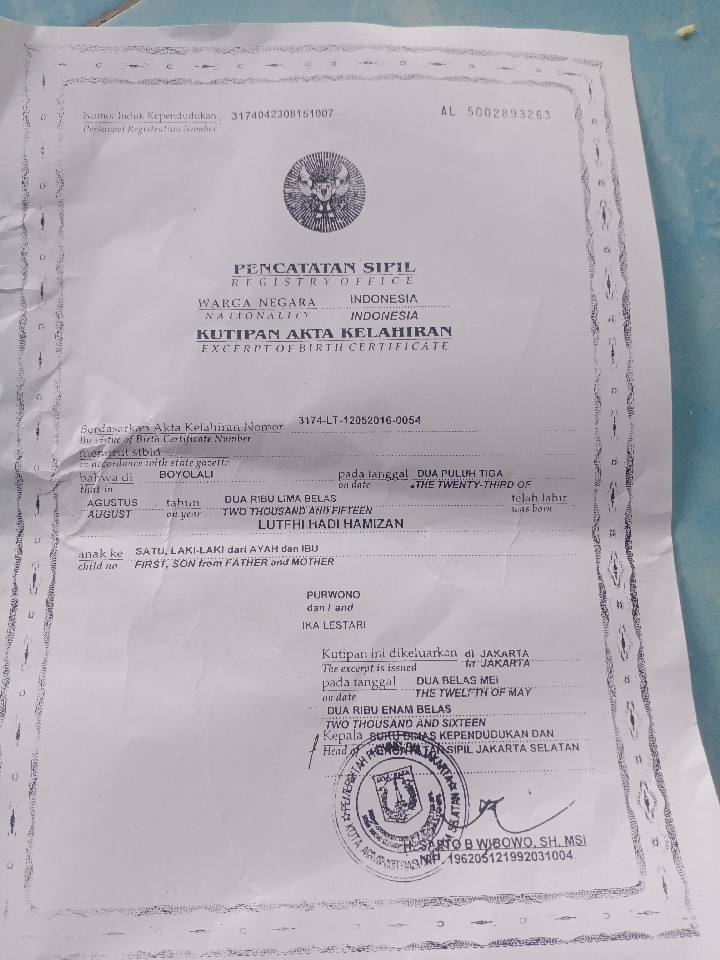 Nomor Induk Kependudukan 3174042308151007 AL 5002893263
Personnel Registration Number
PENCATATAN SIPIL
REGISTRY OFFICE
WARGA NEGARA INDONESIA
NATIONALITY INDONESIA
KUTIPAN AKTA KELAHIRAN
EXCERPT OF BIRTH CERTIFICATE
Berdasarkan Akta Kelahiran Nomor 3174-LT-12052016-0054
By virtue of Birth Certificate Number
menurut stbld
in accordance with state gazette
bahwa di BOYOLALI pada tanggal DUA PULUH TIGA
that in on date THE TWENTY-THIRD OF
AGUSTUS tahun DUA RIBU LIMA BELAS telah lahir
AUGUST on year TWO THOUSAND AND FIFTEEN was born
LUTFHI HADI HAMIZAN
anak ke SATU, LAKI-LAKI dari AYAH dan IBU
child no FIRST, SON from FATHER and MOTHER
PURWONO
dan / and
IKA LESTARI
Kutipan ini dikeluarkan di JAKARTA
The excerpt is issued in JAKARTA
pada tanggal DUA BELAS MEI
on date THE TWELFTH OF MAY
DUA RIBU ENAM BELAS
TWO THOUSAND AND SIXTEEN
Kepala SUKU DINAS KEPENDUDUKAN DAN
Head of PENCATATAN SIPIL JAKARTA SELATAN
H. SAPTO B WIBOWO, SH, MSI
NIP. 196205121992031004